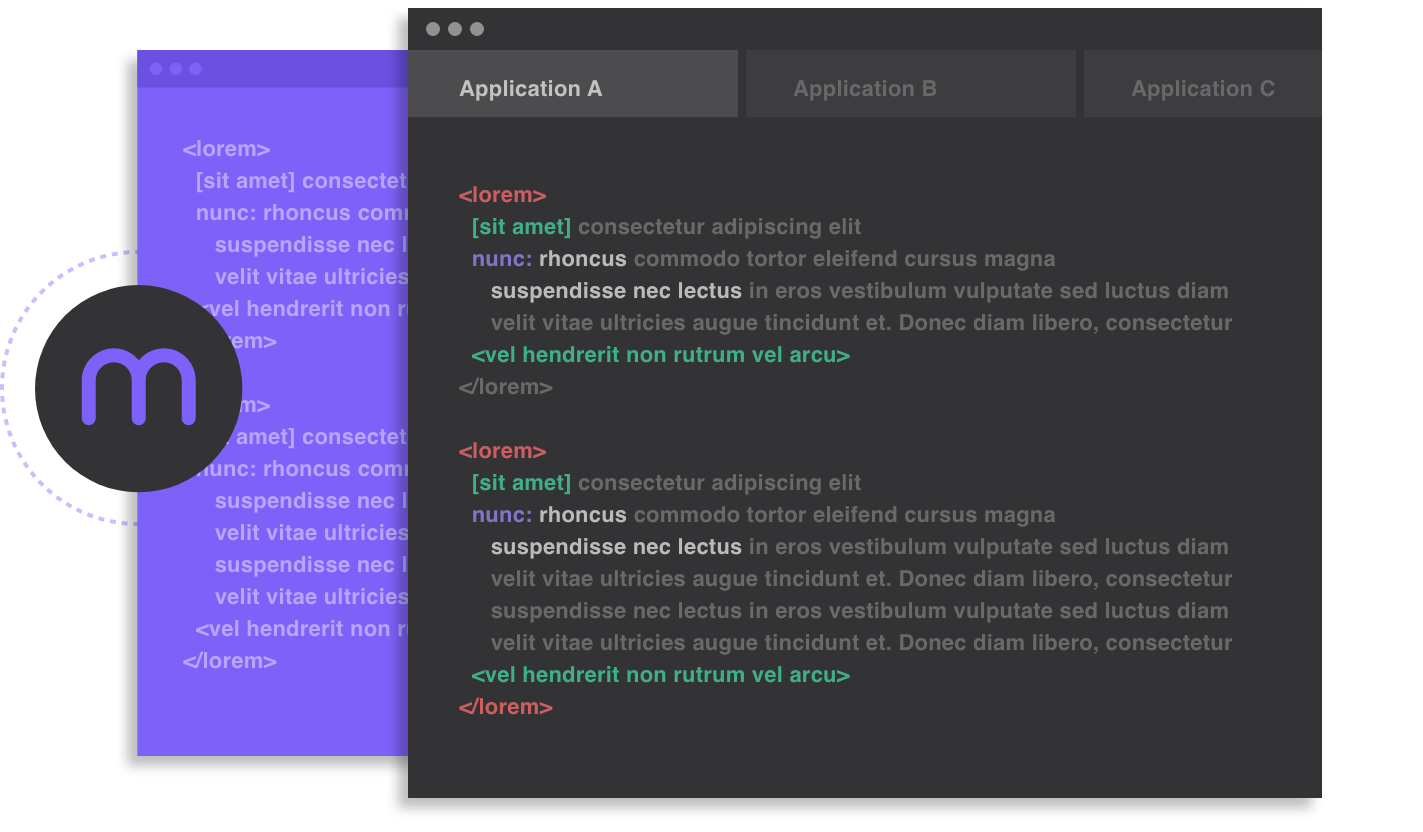 <lorem>
[sit amet] consectet
nunc: rhoncus com
suspendisse nec l
velit vitae ultricies
vel hendrerit non r
em>
m>
amet] consectet
nunc: rhoncus com
suspendisse nec l
velit vitae ultricies
suspendisse nec l
velit vitae ultricies
<vel hendrerit non r
</lorem>
m
Application A
Application B
Application C
<lorem>
[sit amet] consectetur adipiscing elit
nunc: rhoncus commodo tortor eleifend cursus magna
suspendisse nec lectus in eros vestibulum vulputate sed luctus diam
velit vitae ultricies augue tincidunt et. Donec diam libero, consectetur
<vel hendrerit non rutrum vel arcu>
</lorem>
<lorem>
[sit amet] consectetur adipiscing elit
nunc: rhoncus commodo tortor eleifend cursus magna
suspendisse nec lectus in eros vestibulum vulputate sed luctus diam
velit vitae ultricies augue tincidunt et. Donec diam libero, consectetur
suspendisse nec lectus in eros vestibulum vulputate sed luctus diam
velit vitae ultricies augue tincidunt et. Donec diam libero, consectetur
<vel hendrerit non rutrum vel arcu>
</lorem>